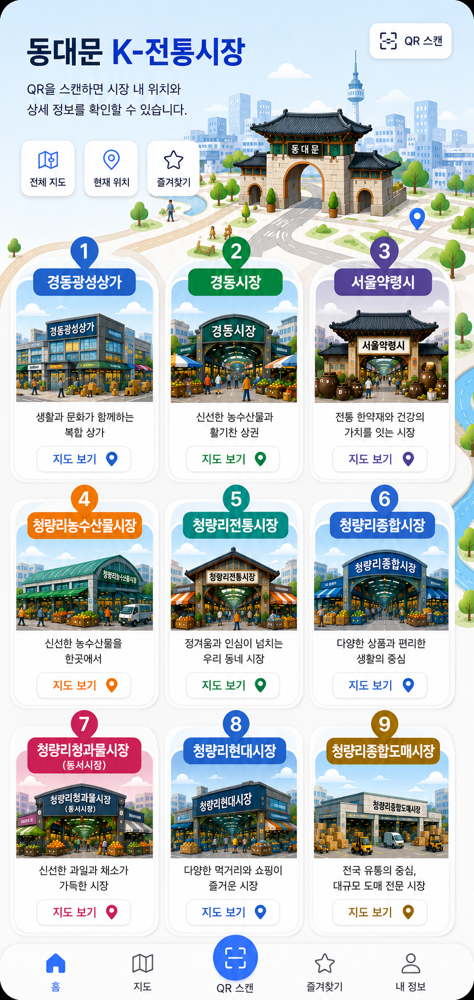 동대문 K-전통시장
QR 스캔
QR을 스캔하면 시장 내 위치와
상세 정보를 확인할 수 있습니다.
동대문
전체 지도
현재 위치
즐겨찾기
1
경동광성상가
경동광성상가
생활과 문화가 함께하는
복합 상가
지도 보기
2
경동시장
경동시장
신선한 농수산물과
활기찬 상권
지도 보기
3
서울약령시
서울약령시
전통 한약재와 건강의
가치를 잇는 시장
지도 보기
4
청량리농수산물시장
신선한 농수산물을
한곳에서
지도 보기
5
청량리전통시장
청량리전통시장
정겨움과 인심이 넘치는
우리 동네 시장
지도 보기
6
청량리종합시장
청량리종합시장
다양한 상품과 편리한
생활의 중심
지도 보기
7
청량리청과물시장
(동서시장)
청량리청과물시장
(동서시장)
신선한 과일과 채소가
가득한 시장
지도 보기
8
청량리현대시장
청량리현대시장
다양한 먹거리와 쇼핑이
즐거운 시장
지도 보기
9
청량리종합도매시장
청량리종합도매시장
전국 유통의 중심,
대규모 도매 전문 시장
지도 보기
홈
지도
QR 스캔
즐겨찾기
내 정보